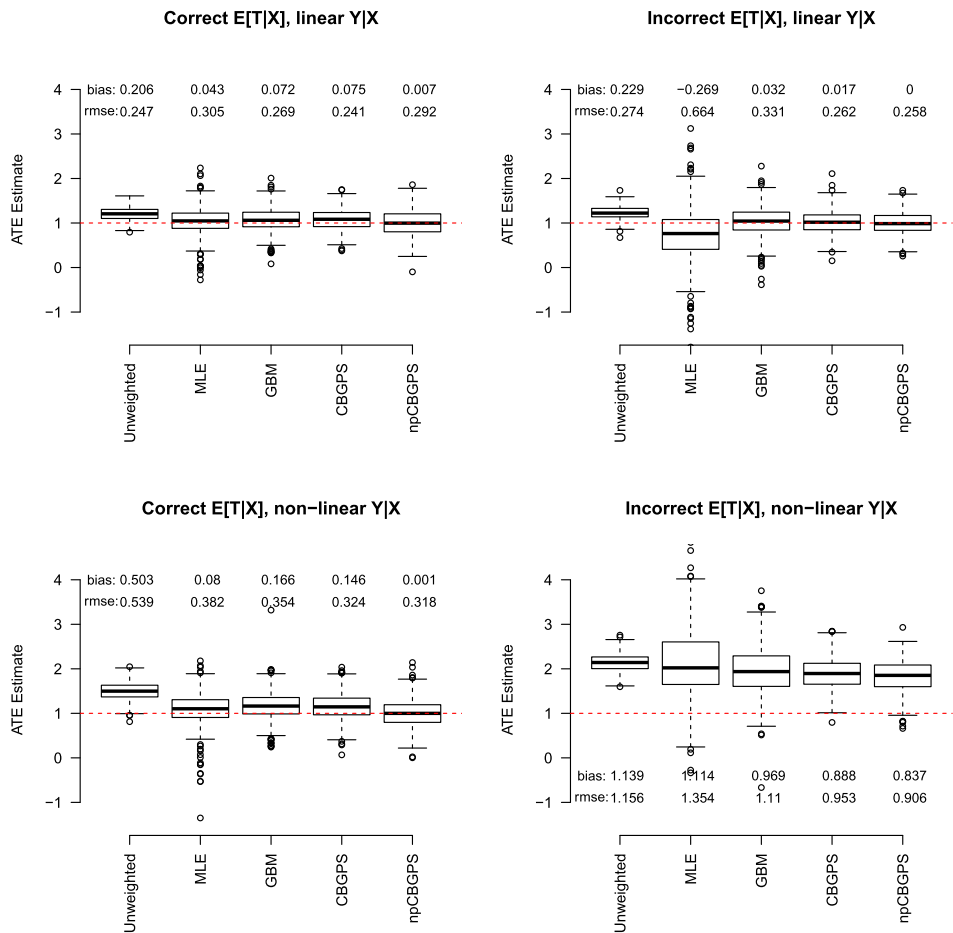 Correct E[T|X], linear Y|X
bias: 0.206 0.043 0.072 0.075 0.007
rmse: 0.247 0.305 0.269 0.241 0.292
4
3
2
1
0
−1
ATE Estimate
Unweighted
MLE
GBM
CBGPS
npCBGPS
Incorrect E[T|X], linear Y|X
bias: 0.229 −0.269 0.032 0.017 0
rmse: 0.274 0.664 0.331 0.262 0.258
4
3
2
1
0
−1
ATE Estimate
Unweighted
MLE
GBM
CBGPS
npCBGPS
Correct E[T|X], non−linear Y|X
bias: 0.503 0.08 0.166 0.146 0.001
rmse: 0.539 0.382 0.354 0.324 0.318
4
3
2
1
0
−1
ATE Estimate
Unweighted
MLE
GBM
CBGPS
npCBGPS
Incorrect E[T|X], non−linear Y|X
4
3
2
1
0
−1
ATE Estimate
bias: 1.139 1.114 0.969 0.888 0.837
rmse: 1.156 1.354 1.11 0.953 0.906
Unweighted
MLE
GBM
CBGPS
npCBGPS